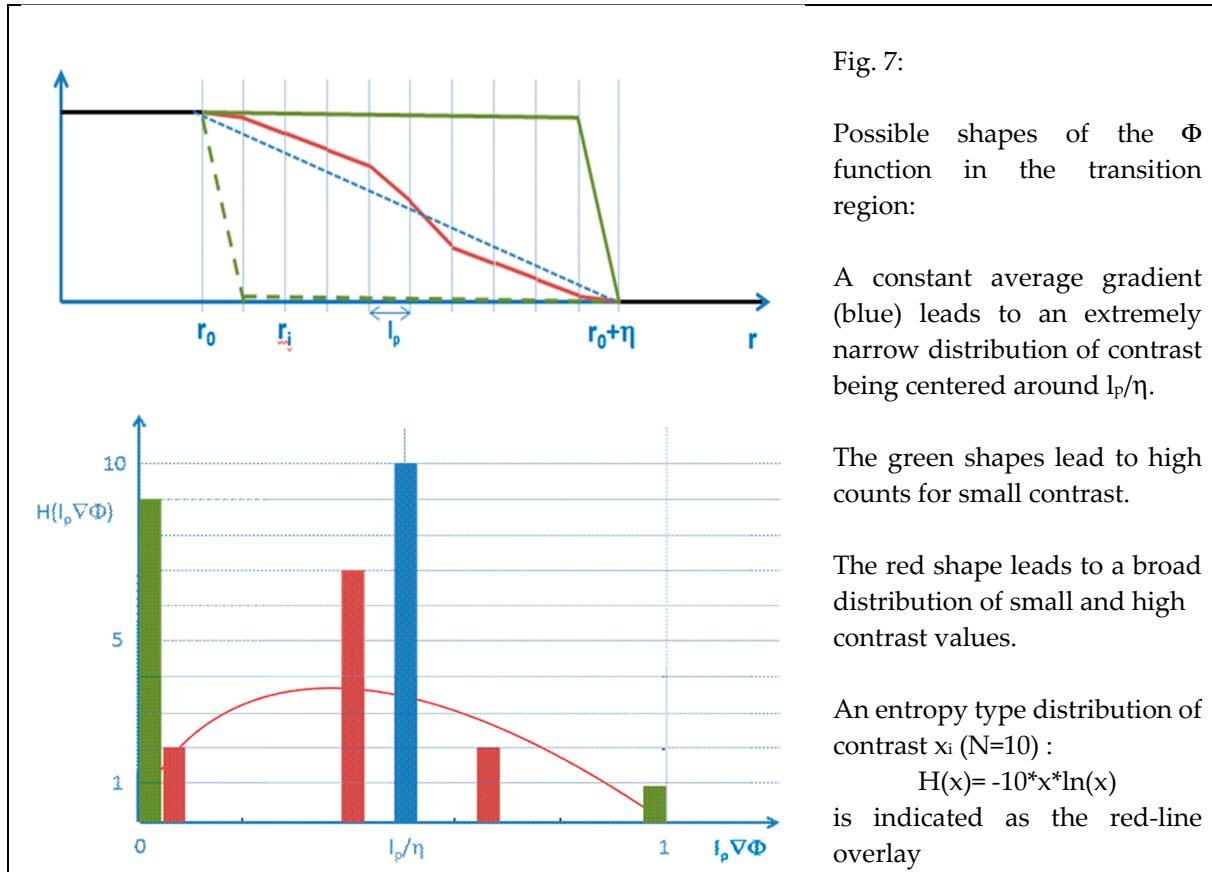 Fig. 7:
Possible shapes of the Φ
function in the transition
region:
A constant average gradient
(blue) leads to an extremely
narrow distribution of contrast
being centered around lp/η.
The green shapes lead to high
counts for small contrast.
The red shape leads to a broad
distribution of small and high
contrast values.
An entropy type distribution of
contrast xi (N=10) :
H(x)= -10*x*ln(x)
is indicated as the red-line
overlay
r0 ri lp r0+η r
10
H(lp∇Φ)
5
1
0 lp/η 1 lp∇Φ